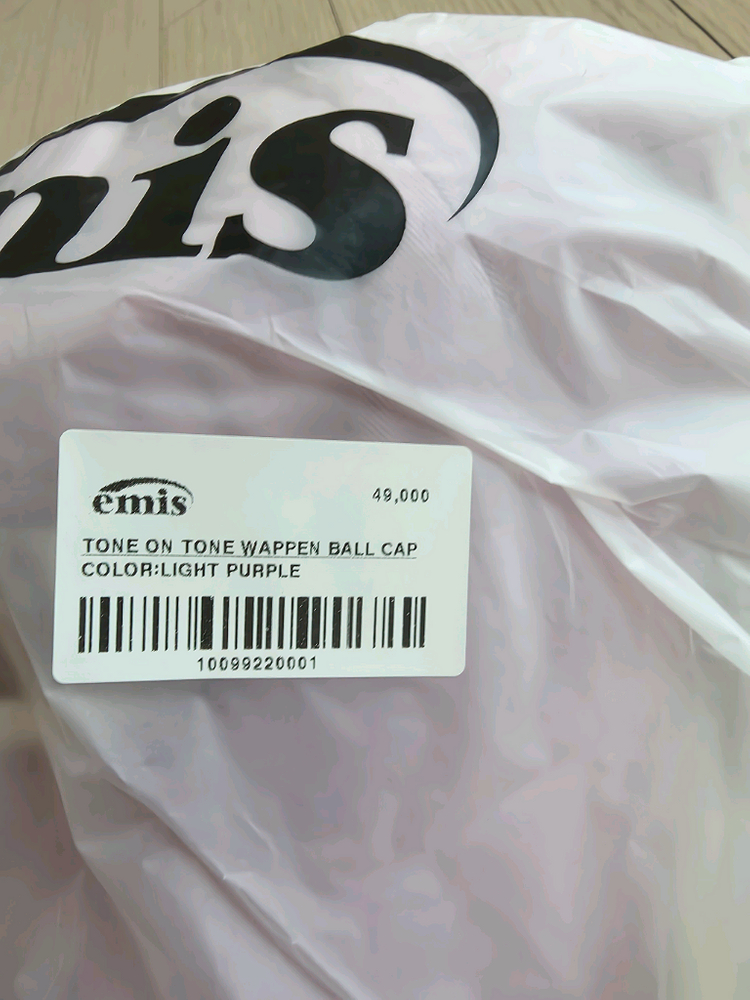 mis
emis
49,000
TONE ON TONE WAPPEN BALL CAP
COLOR:LIGHT PURPLE
10099220001